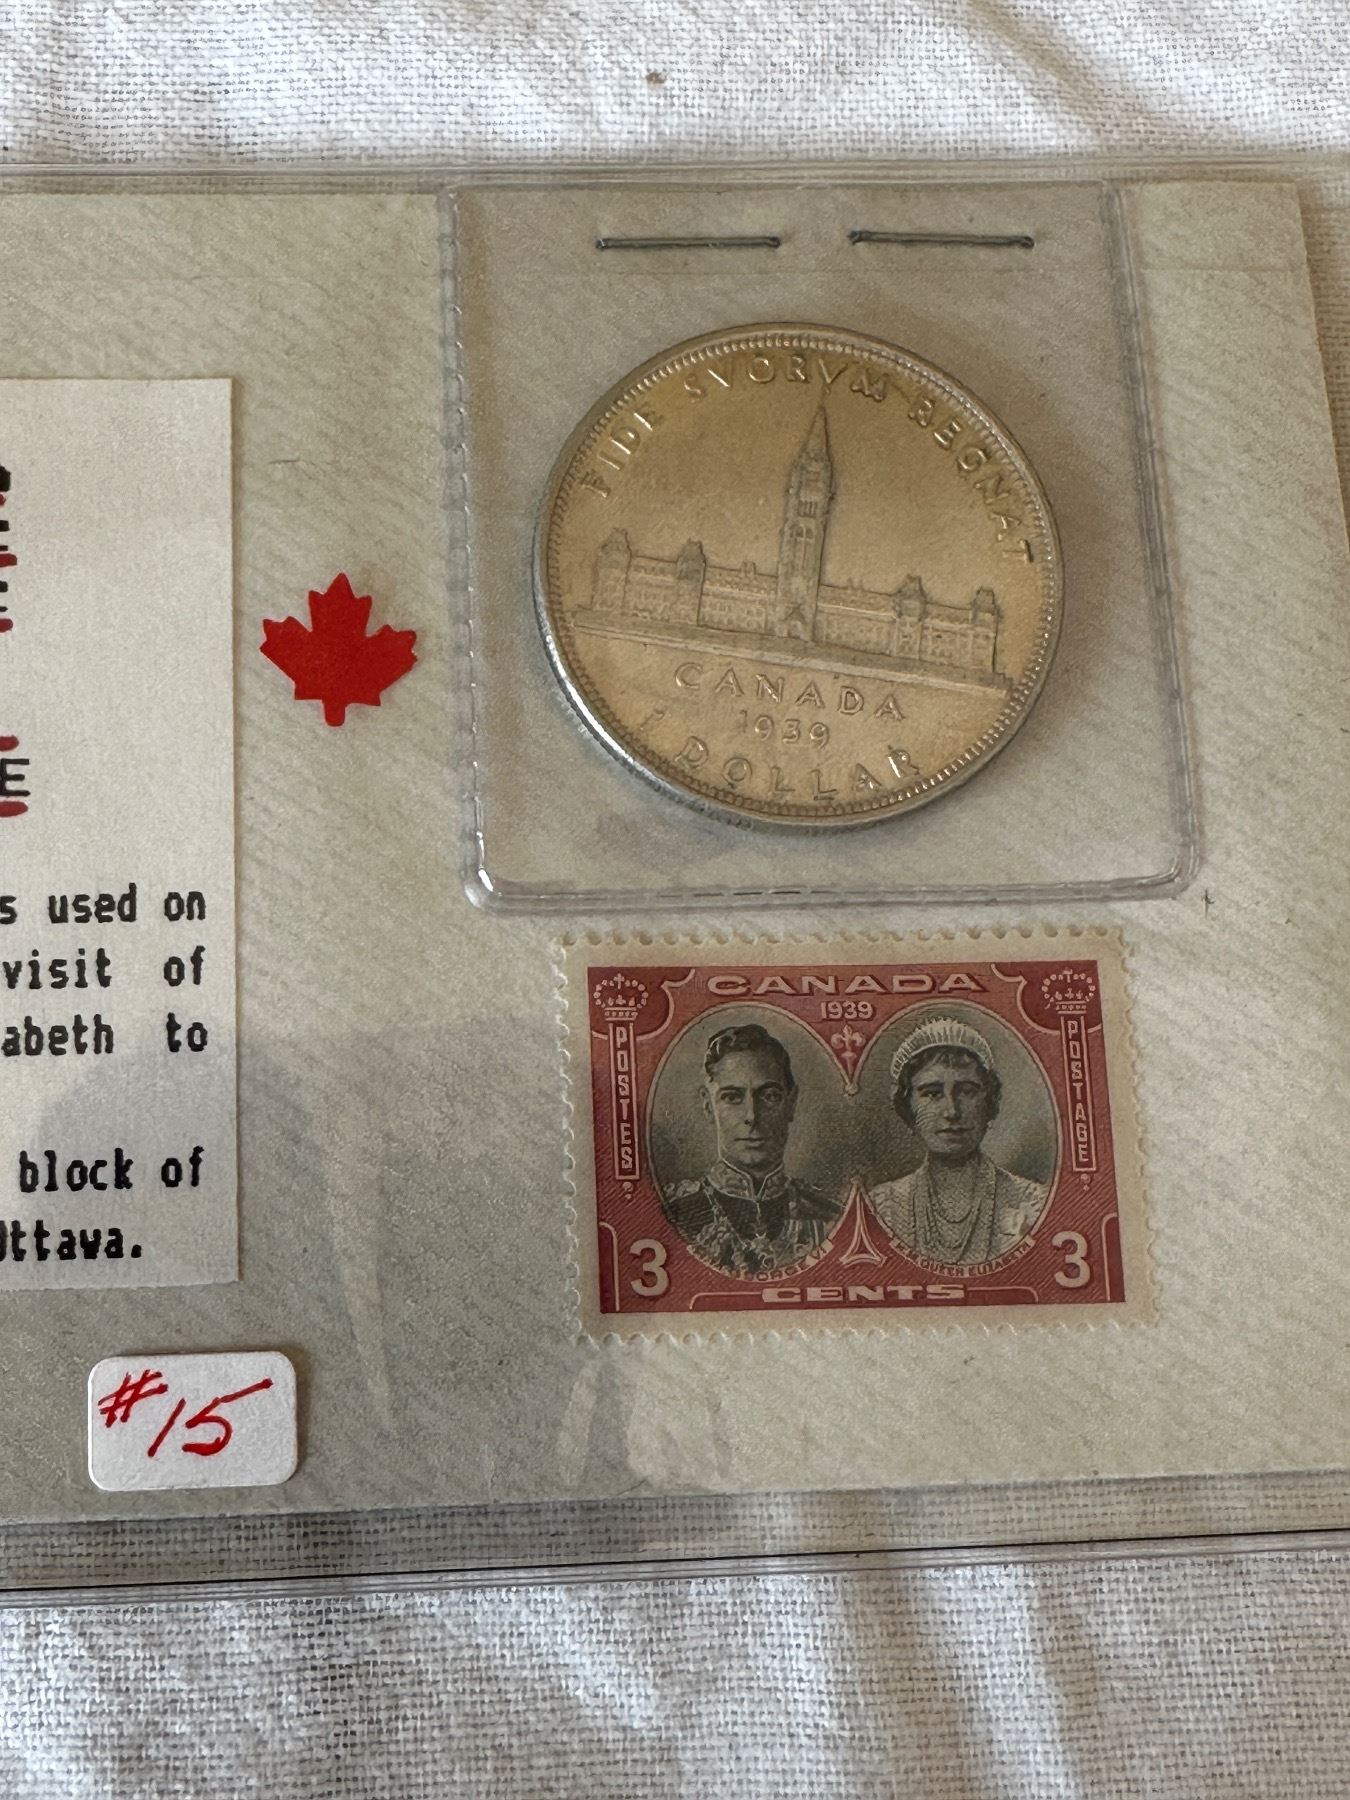 FIDE SVORVM REGNAT
CANADA
1939
DOLLAR
E
s used on
visit of
abeth to
block of
Ottawa.
#15
CANADA
1939
POSTES
POSTAGE
3
3
CENTS